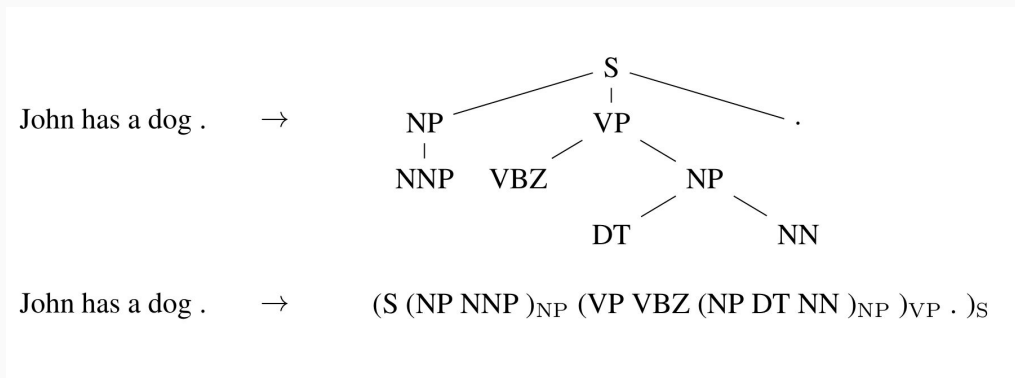 S
John has a dog . → NP VP .
NNP VBZ NP
DT NN
John has a dog . → (S (NP NNP )NP (VP VBZ (NP DT NN )NP )VP . )S